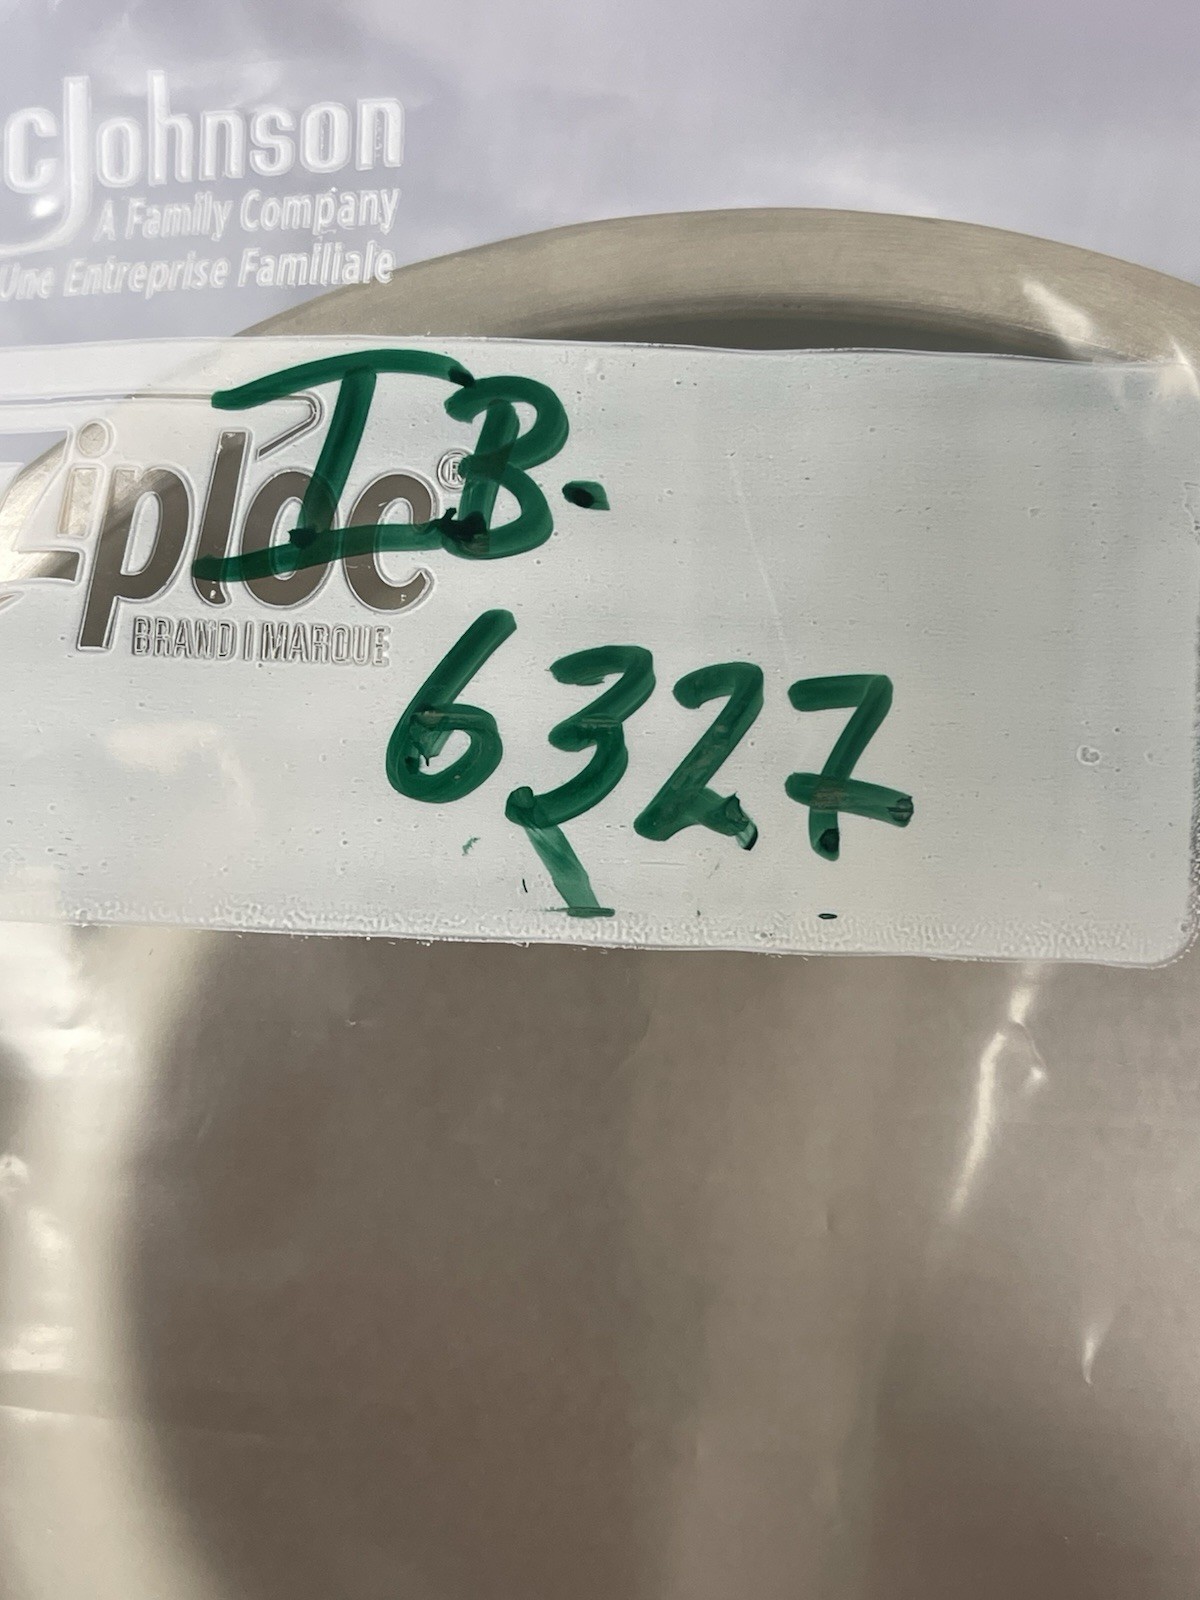 scJohnson
A Family Company
Une Entreprise Familiale
Ziploc®
BRAND | MARQUE
I B.
6327